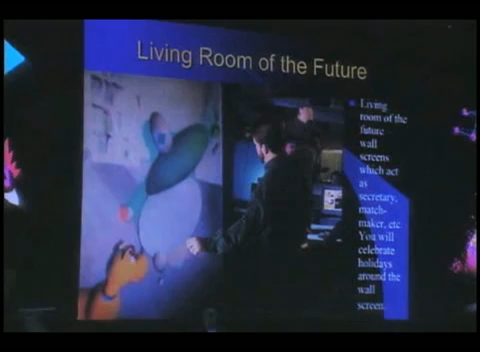 Living Room of the Future
Living
room of the
future
wall
screens
which act
as
secretary,
match-
maker, etc
You will
celebrate
holidays
around the
wall
screen.